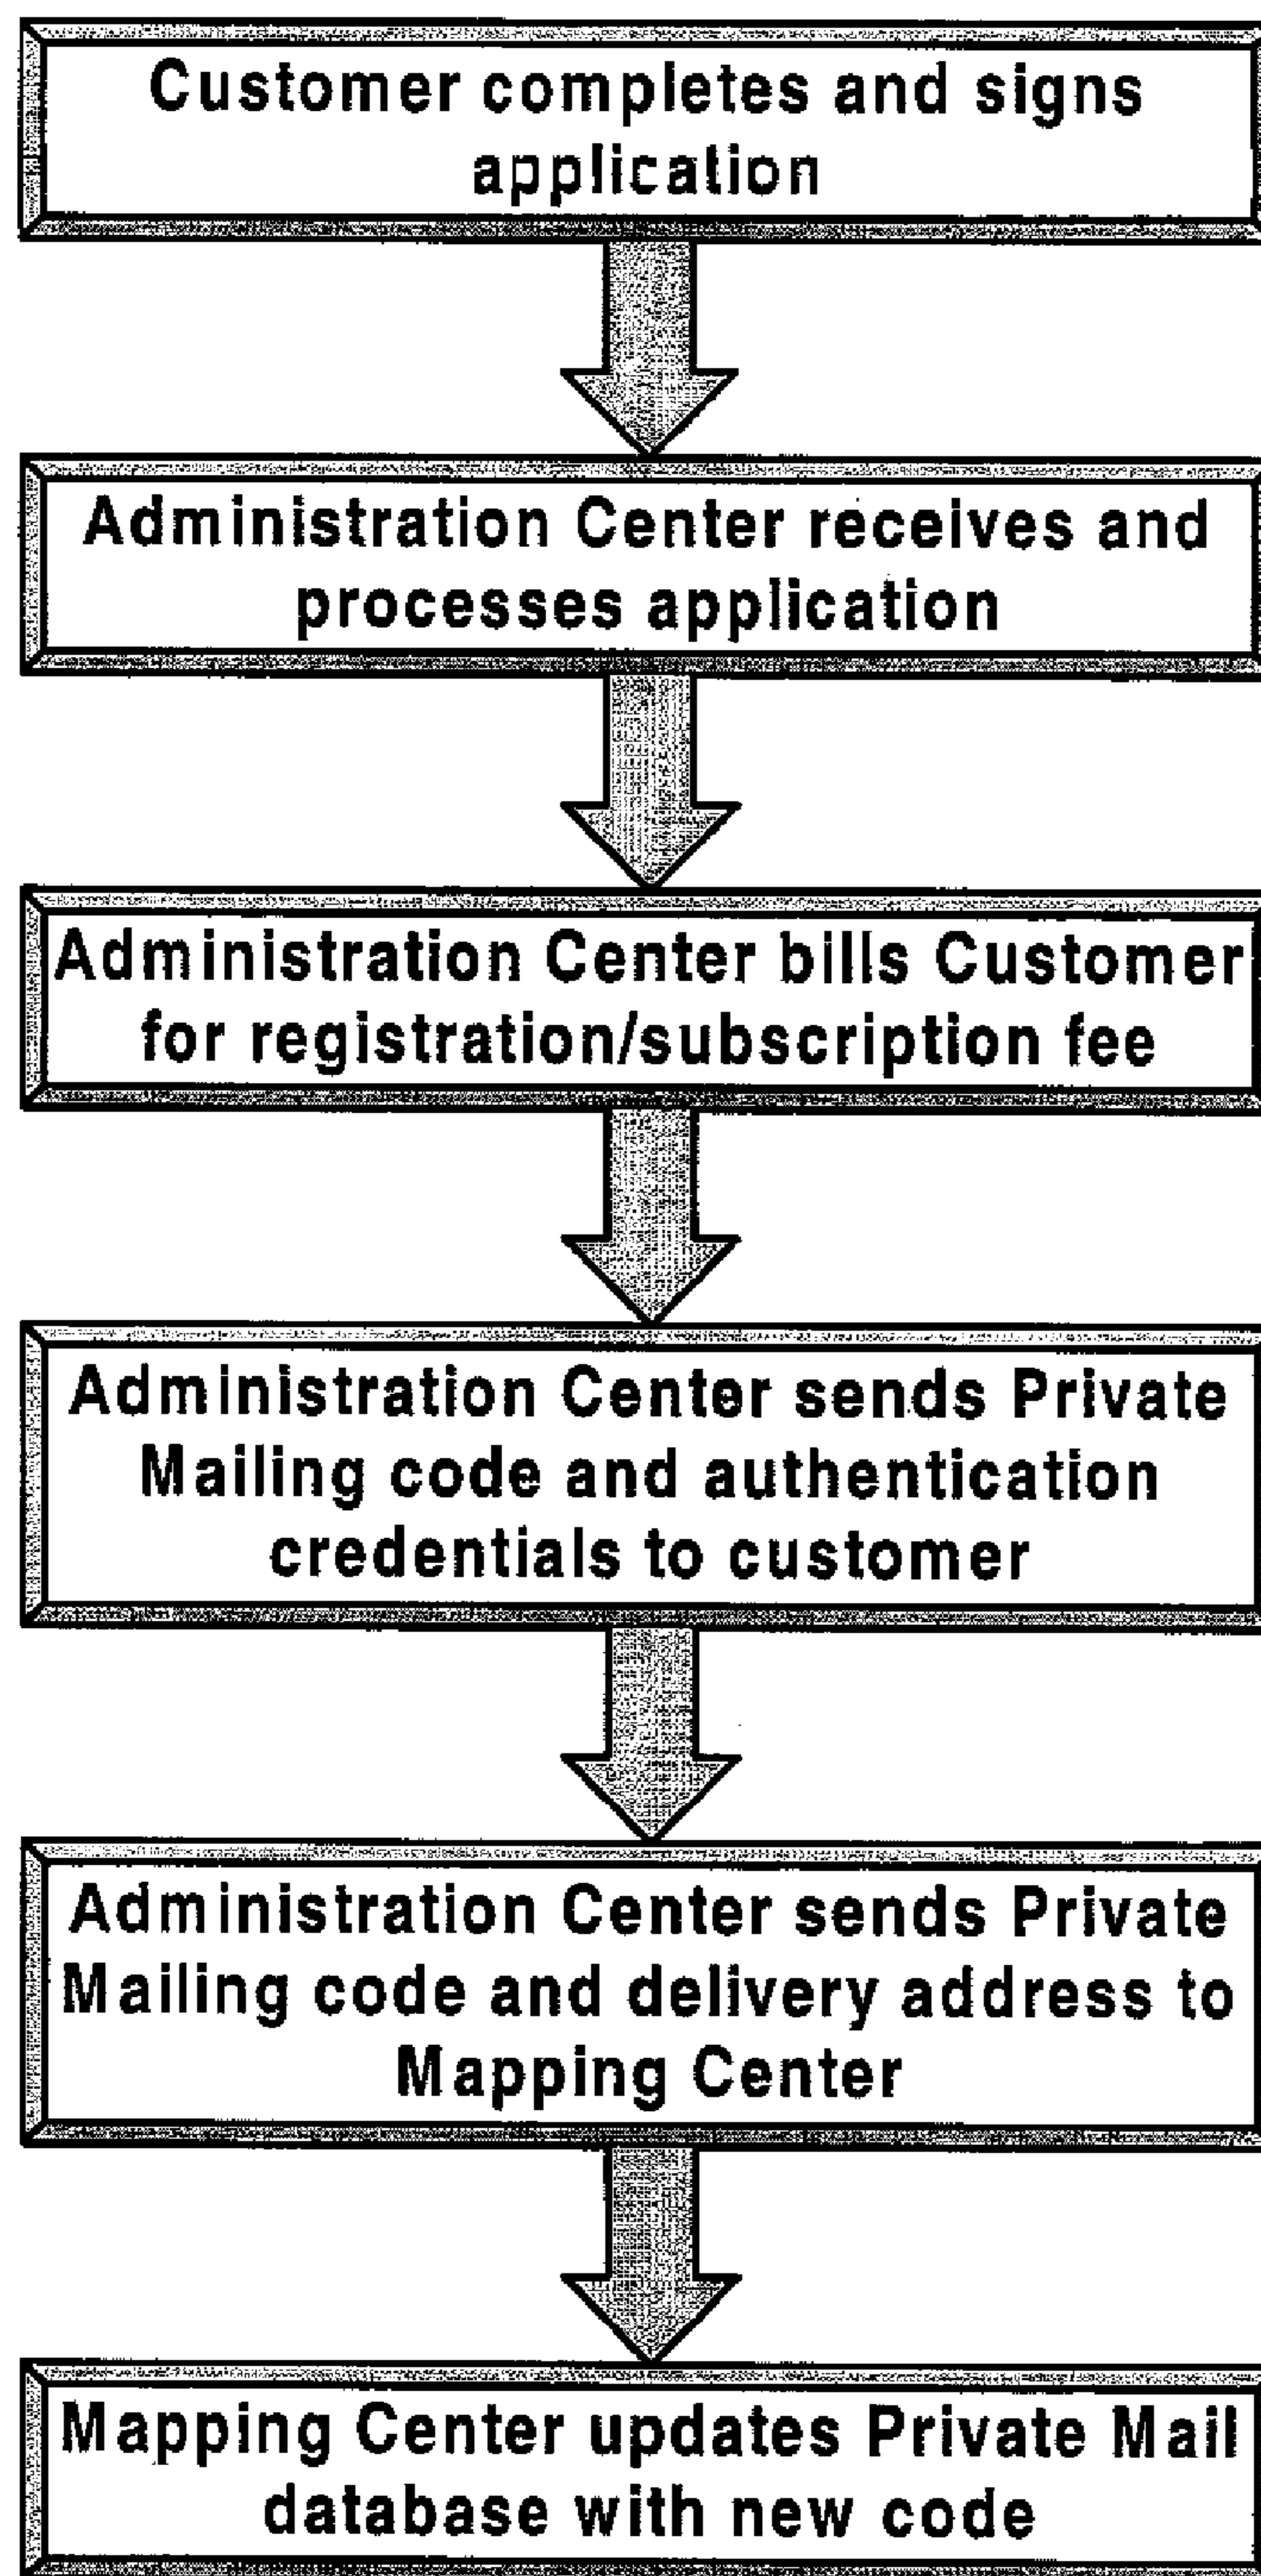 Customer completes and signs
application
Administration Center receives and
processes application
Administration Center bills Customer
for registration/subscription fee
Administration Center sends Private
Mailing code and authentication
credentials to customer
Administration Center sends Private
Mailing code and delivery address to
Mapping Center
Mapping Center updates Private Mail
database with new code